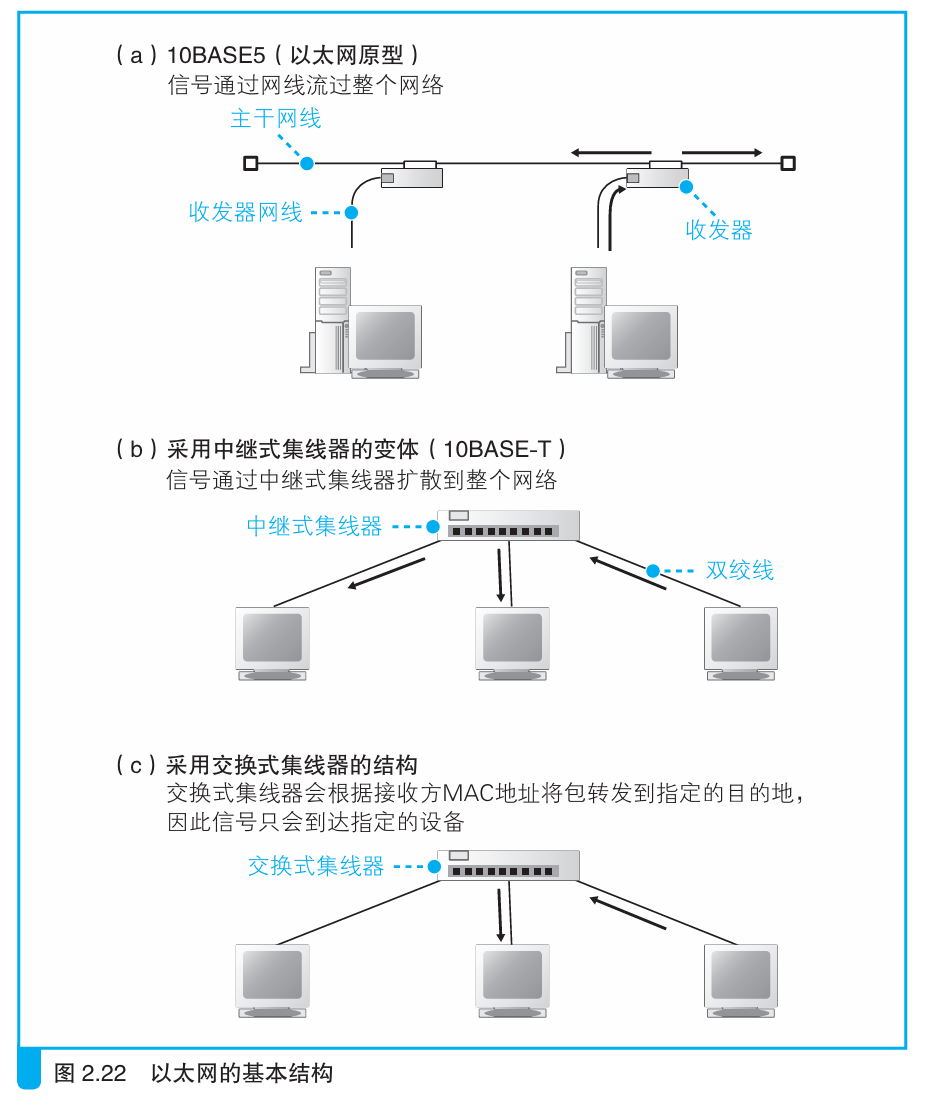 （a）10BASE5（以太网原型）
信号通过网线流过整个网络
主干网线
收发器网线
收发器
（b）采用中继式集线器的变体（10BASE-T）
信号通过中继式集线器扩散到整个网络
中继式集线器
双绞线
（c）采用交换式集线器的结构
交换式集线器会根据接收方MAC地址将包转发到指定的目的地，
因此信号只会到达指定的设备
交换式集线器
图 2.22　以太网的基本结构